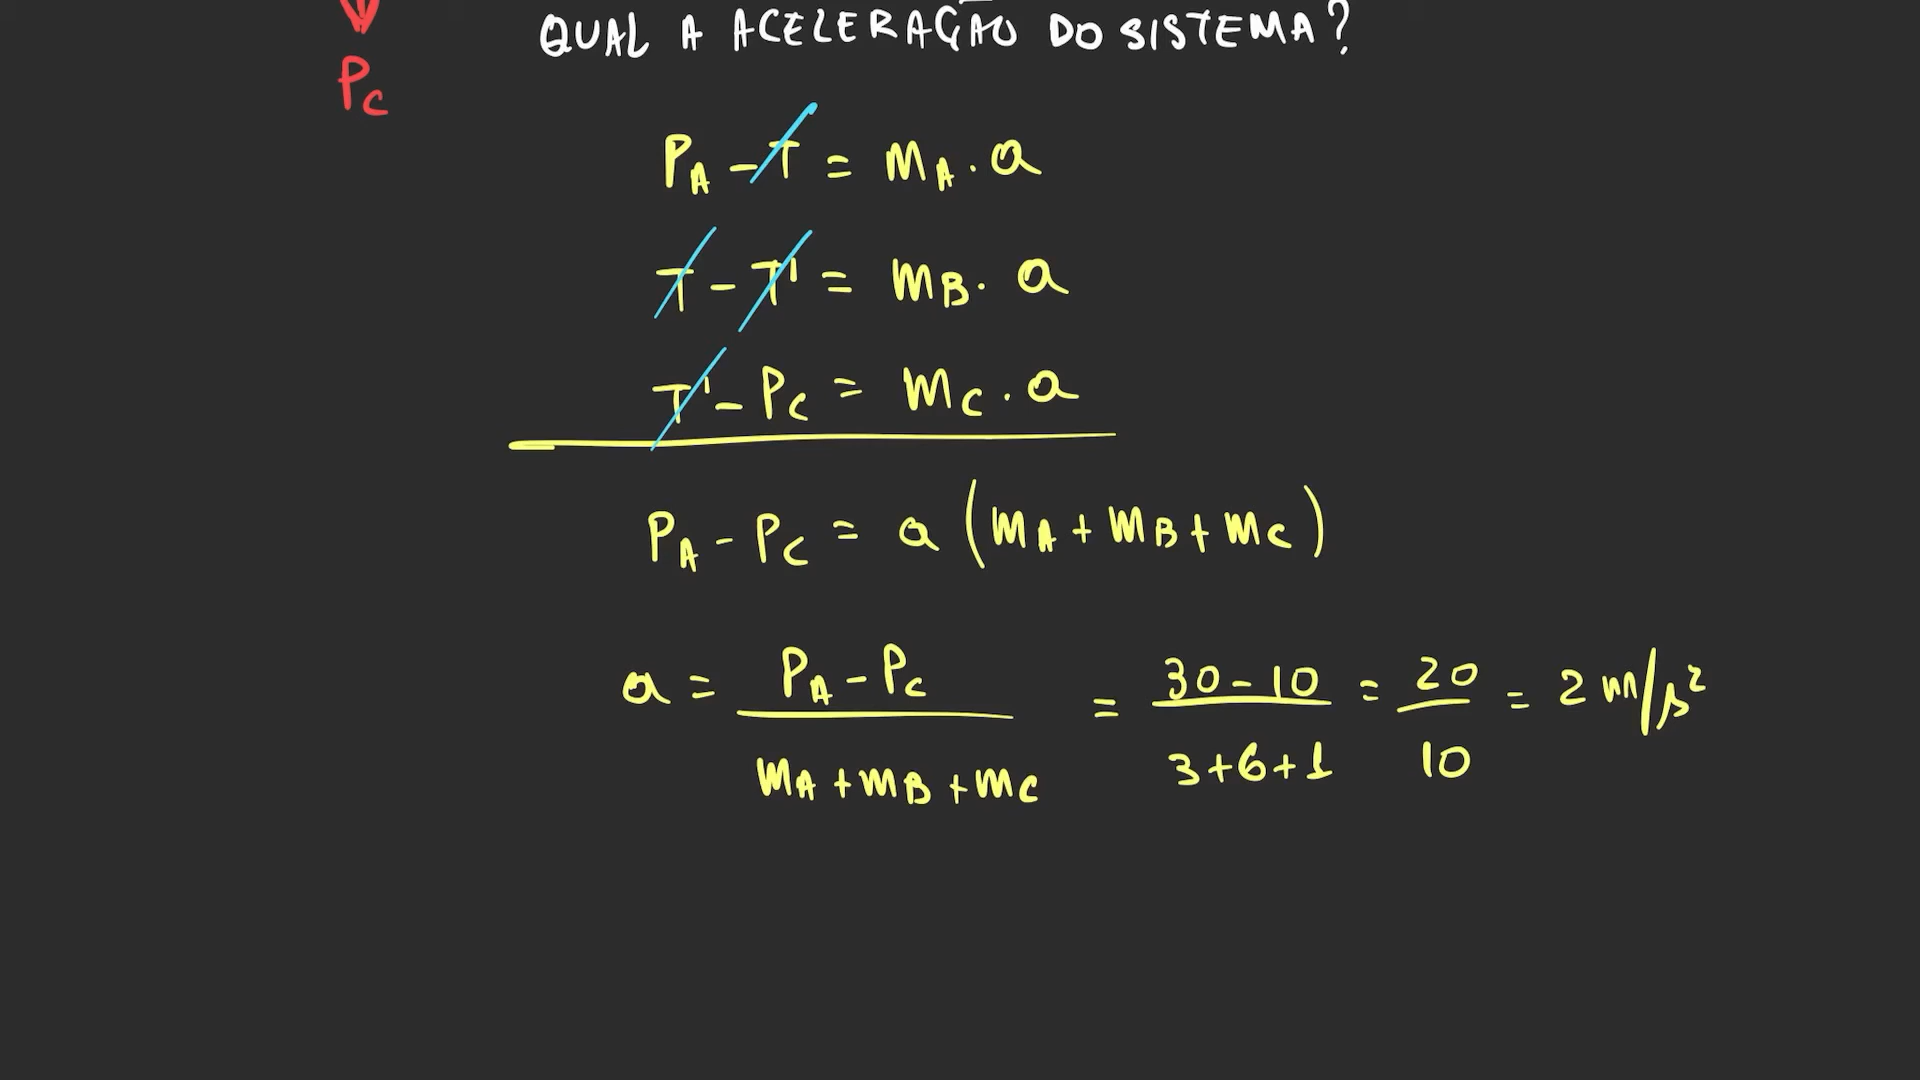 QUAL A ACELERAÇÃO DO SISTEMA?
Pc
PA - T = mA . a
T - T' = mB . a
T' - Pc = mc . a
PA - Pc = a (mA + mB + mc)
a = PA - Pc / mA + mB + mc = 30 - 10 / 3+6+1 = 20 / 10 = 2 m/s²